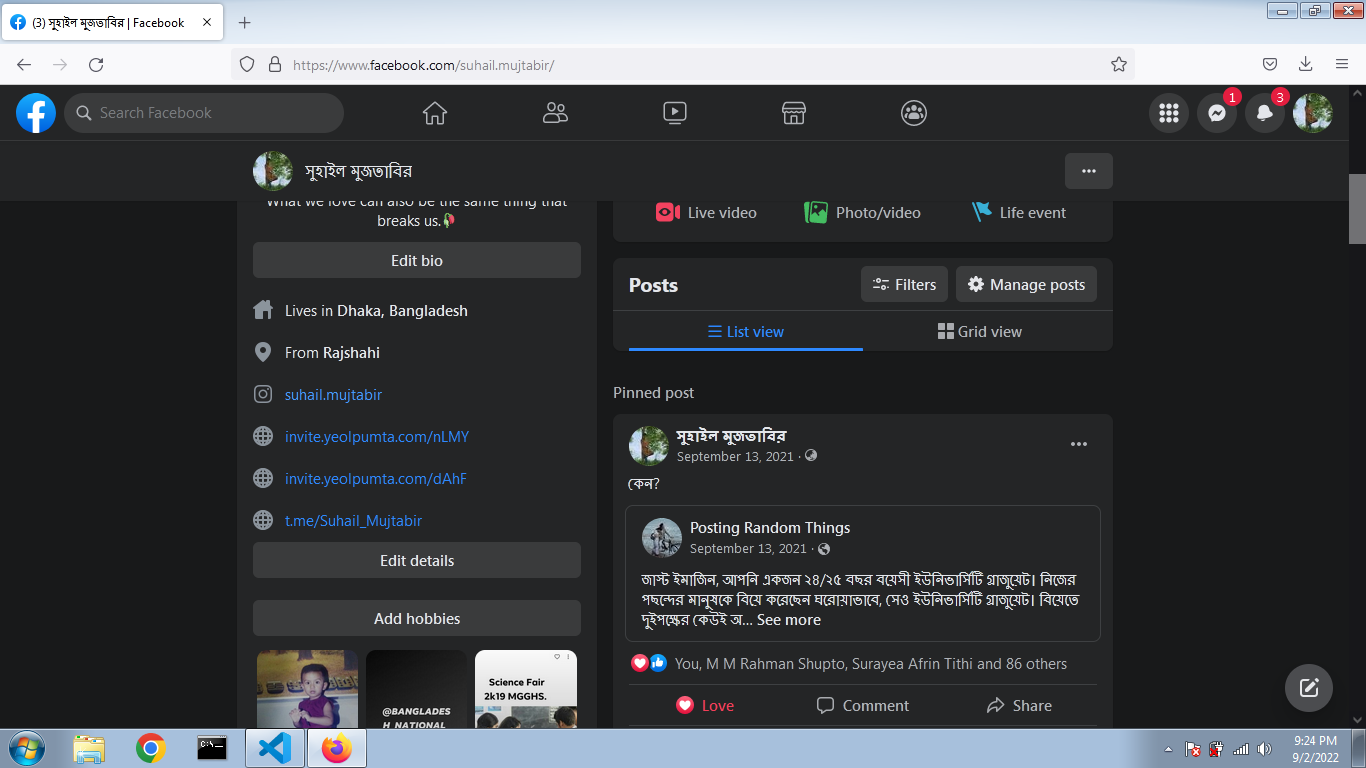 (3) সুহাইল মুজতাবির | Facebook
https://www.facebook.com/suhail.mujtabir/
Search Facebook
1
3
সুহাইল মুজতাবির
What we love can also be the same thing that
breaks us.
Edit bio
Lives in Dhaka, Bangladesh
From Rajshahi
suhail.mujtabir
invite.yeolpumta.com/nLMY
invite.yeolpumta.com/dAhF
t.me/Suhail_Mujtabir
Edit details
Add hobbies
@BANGLADES
H_NATIONAL
Science Fair
2k19 MGGHS.
Live video
Photo/video
Life event
Posts
Filters
Manage posts
List view
Grid view
Pinned post
সুহাইল মুজতাবির
September 13, 2021 ·
কেন?
Posting Random Things
September 13, 2021 ·
জাস্ট ইমাজিন, আপনি একজন ২৪/২৫ বছর বয়েসী ইউনিভার্সিটি গ্রাজুয়েট। নিজের
পছন্দের মানুষকে বিয়ে করেছেন ঘরোয়াভাবে, সেও ইউনিভার্সিটি গ্রাজুয়েট। বিয়েতে
দুইপক্ষের কেউই অ... See more
You, M M Rahman Shupto, Surayea Afrin Tithi and 86 others
Love
Comment
Share
9:24 PM
9/2/2022